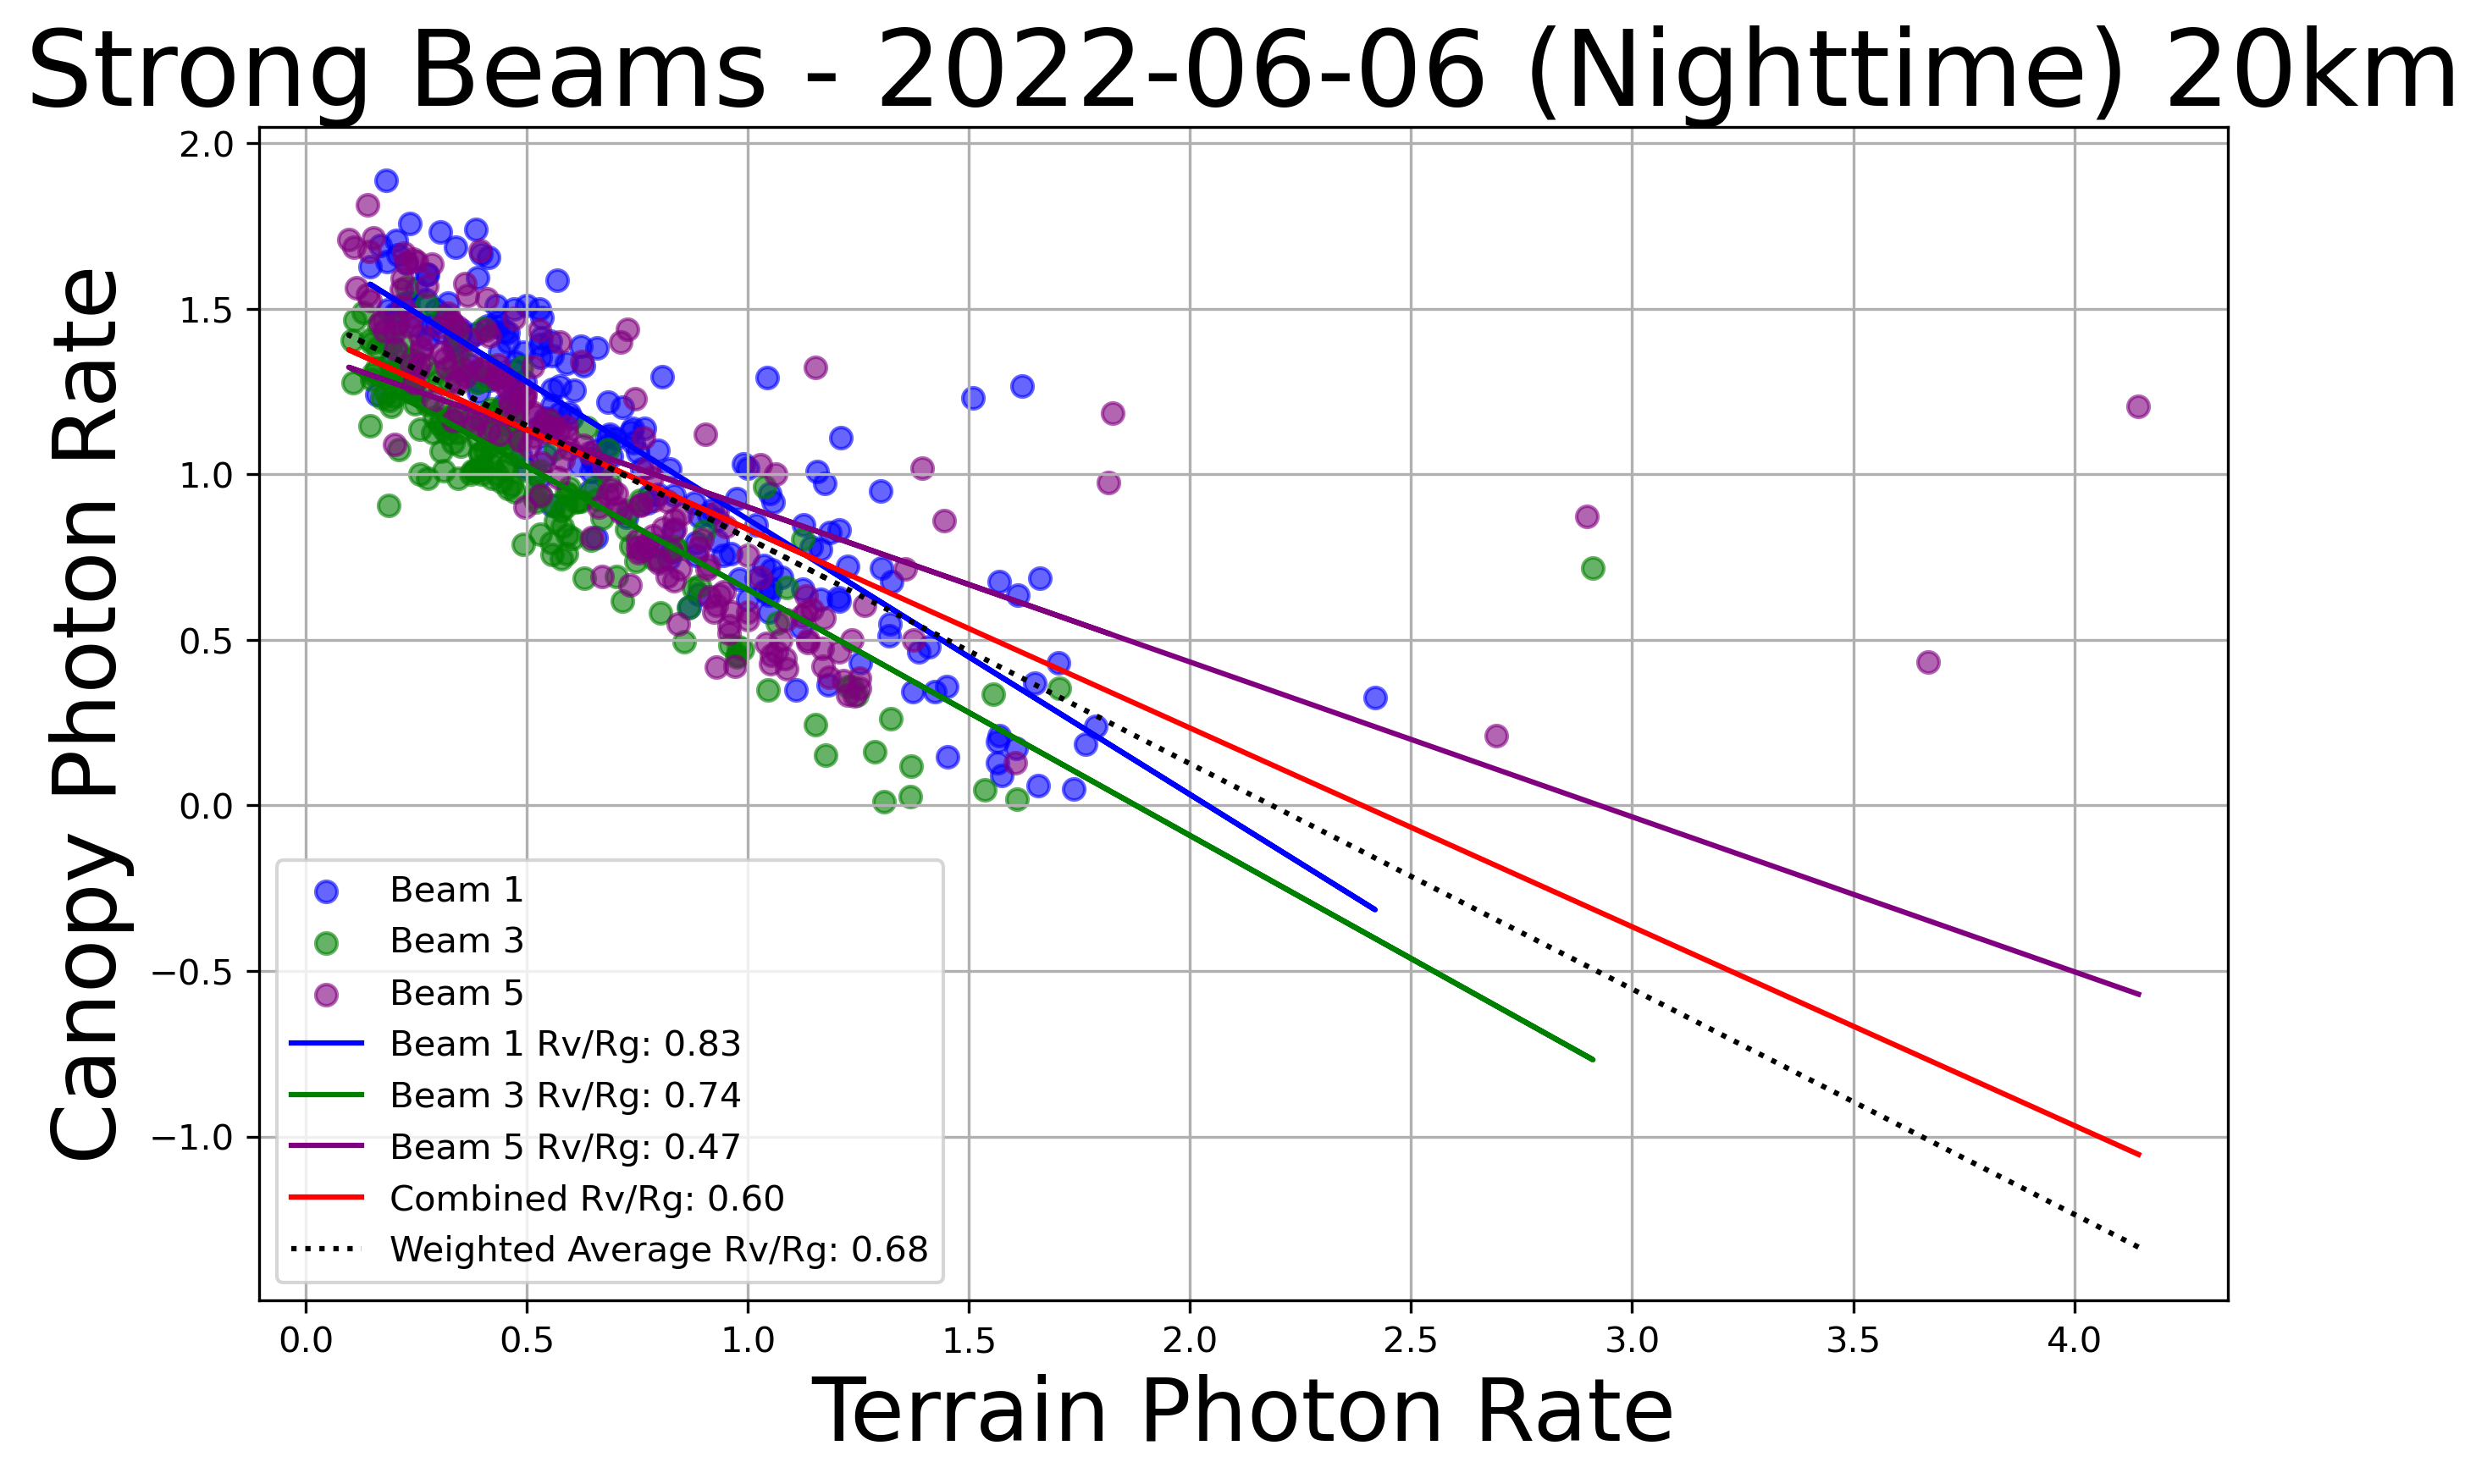 Strong Beams - 2022-06-06 (Nighttime) 20km
Canopy Photon Rate
2.0
1.5
1.0
0.5
0.0
−0.5
−1.0
Beam 1
Beam 3
Beam 5
Beam 1 Rv/Rg: 0.83
Beam 3 Rv/Rg: 0.74
Beam 5 Rv/Rg: 0.47
Combined Rv/Rg: 0.60
Weighted Average Rv/Rg: 0.68
0.0 0.5 1.0 1.5 2.0 2.5 3.0 3.5 4.0
Terrain Photon Rate